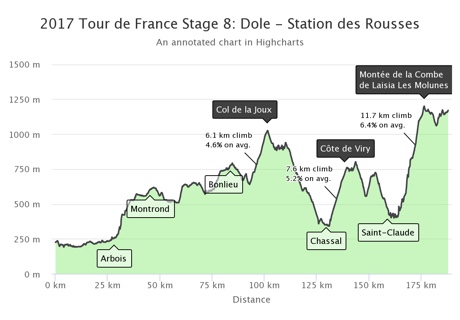 2017 Tour de France Stage 8: Dole - Station des Rousses
An annotated chart in Highcharts
1500 m
1250 m
1000 m
750 m
500 m
250 m
0 m
Montée de la Combe
de Laisia Les Molunes
Col de la Joux
11.7 km climb
6.4% on avg.
6.1 km climb
4.6% on avg.
Côte de Viry
7.6 km climb
5.2% on avg.
Bonlieu
Montrond
Saint-Claude
Chassal
Arbois
0 km
25 km
50 km
75 km
100 km
125 km
150 km
175 km
Distance